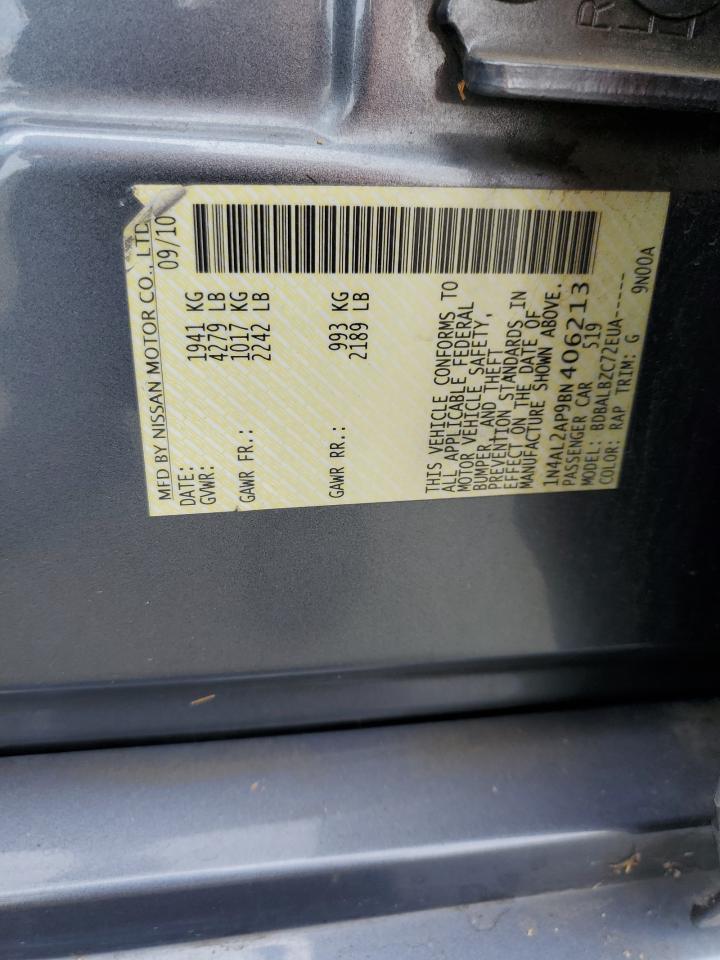 MFD BY NISSAN MOTOR CO., LTD
DATE: 09/10
GVWR: 1941 KG
4279 LB
GAWR FR.: 1017 KG
2242 LB
GAWR RR.: 993 KG
2189 LB
THIS VEHICLE CONFORMS TO
ALL APPLICABLE FEDERAL
MOTOR VEHICLE SAFETY,
BUMPER, AND THEFT
PREVENTION STANDARDS IN
EFFECT ON THE DATE OF
MANUFACTURE SHOWN ABOVE.
1N4AL2AP9BN406213
PASSENGER CAR 519
MODEL: BDBALBZC72EUA------
COLOR: RAP TRIM: G 9N00A